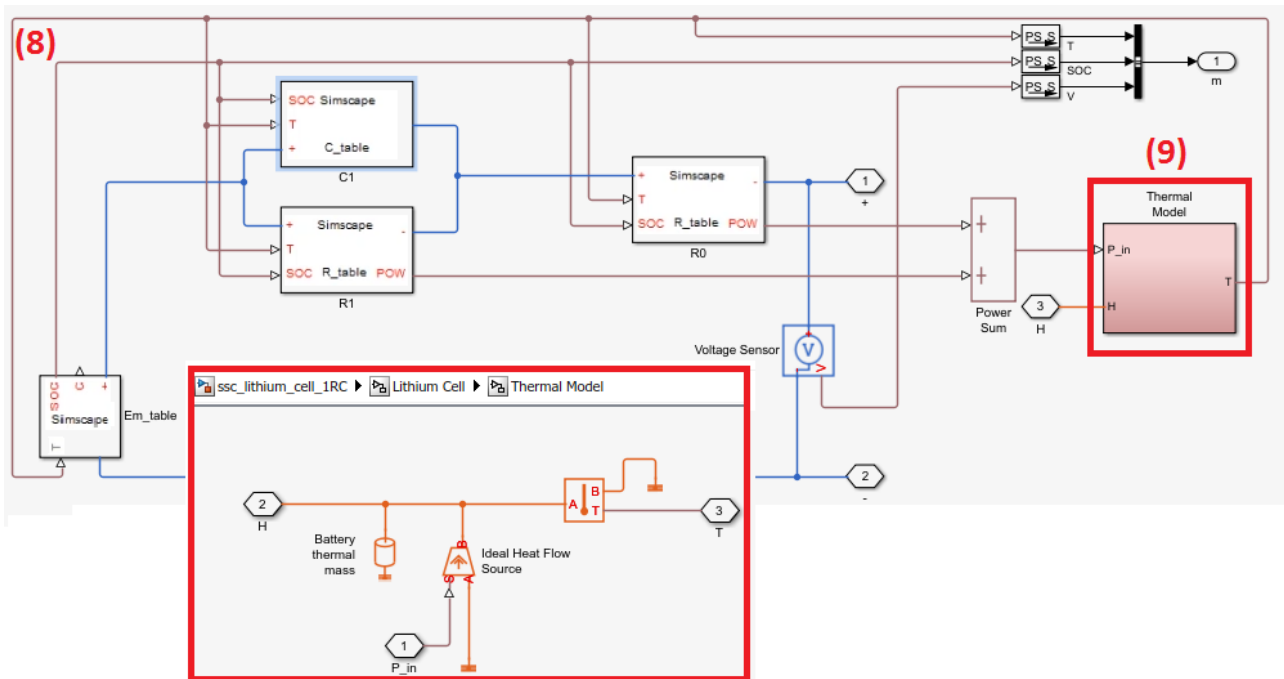 (8)
PS S
T
PS S
SOC
PS S
V
1
m
SOC Simscape
T
+ C_table
C1
+ Simscape -
T
SOC R_table POW
R1
+ Simscape -
T
SOC R_table POW
R0
1
+
(9)
Thermal
Model
P_in
T
H
3
H
+
+
Power
Sum
Voltage Sensor
V
V
SOC
C
+
Simscape
T
Em_table
2
-
ssc_lithium_cell_1RC Lithium Cell Thermal Model
2
H
Battery
thermal
mass
B
S
A
Ideal Heat Flow
Source
A
B
T
3
T
1
P_in